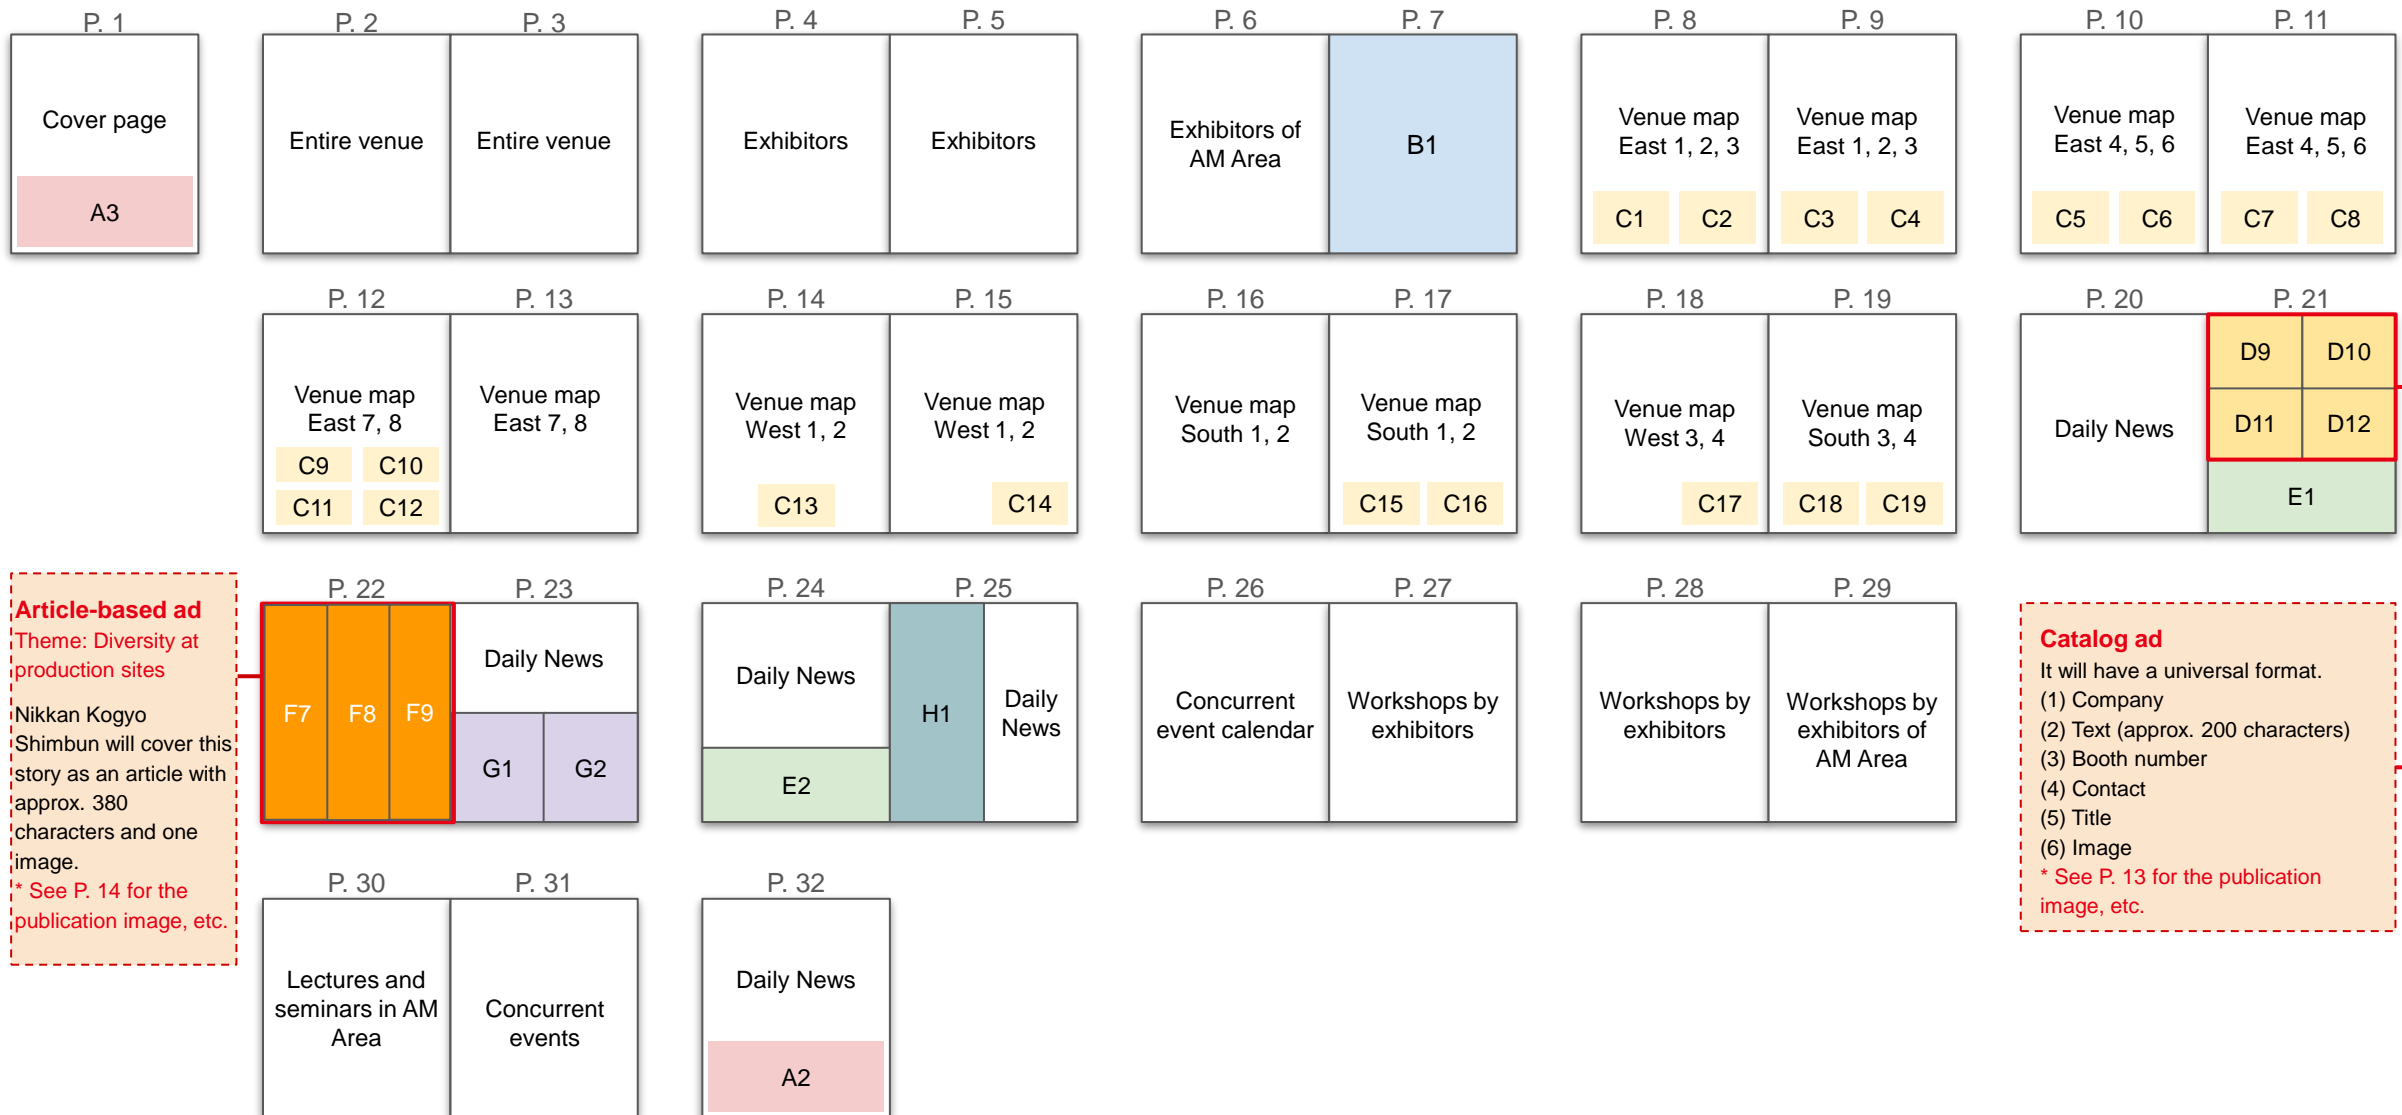 P. 1
Cover page
A3
P. 2
P. 3
Entire venue
Entire venue
P. 4
P. 5
Exhibitors
Exhibitors
P. 6
P. 7
Exhibitors of
AM Area
B1
P. 8
P. 9
Venue map
East 1, 2, 3
C1
C2
Venue map
East 1, 2, 3
C3
C4
P. 10
P. 11
Venue map
East 4, 5, 6
C5
C6
Venue map
East 4, 5, 6
C7
C8
P. 12
P. 13
Venue map
East 7, 8
C9
C10
C11
C12
Venue map
East 7, 8
P. 14
P. 15
Venue map
West 1, 2
C13
Venue map
West 1, 2
C14
P. 16
P. 17
Venue map
South 1, 2
Venue map
South 1, 2
C15
C16
P. 18
P. 19
Venue map
West 3, 4
C17
Venue map
South 3, 4
C18
C19
P. 20
P. 21
Daily News
D9
D10
D11
D12
E1
Article-based ad
Theme: Diversity at
production sites
Nikkan Kogyo
Shimbun will cover this
story as an article with
approx. 380
characters and one
image.
* See P. 14 for the
publication image, etc.
P. 22
P. 23
F7
F8
F9
Daily News
G1
G2
P. 24
P. 25
Daily News
E2
H1
Daily
News
P. 26
P. 27
Concurrent
event calendar
Workshops by
exhibitors
P. 28
P. 29
Workshops by
exhibitors
Workshops by
exhibitors of
AM Area
Catalog ad
It will have a universal format.
(1) Company
(2) Text (approx. 200 characters)
(3) Booth number
(4) Contact
(5) Title
(6) Image
* See P. 13 for the publication
image, etc.
P. 30
P. 31
Lectures and
seminars in AM
Area
Concurrent
events
P. 32
Daily News
A2